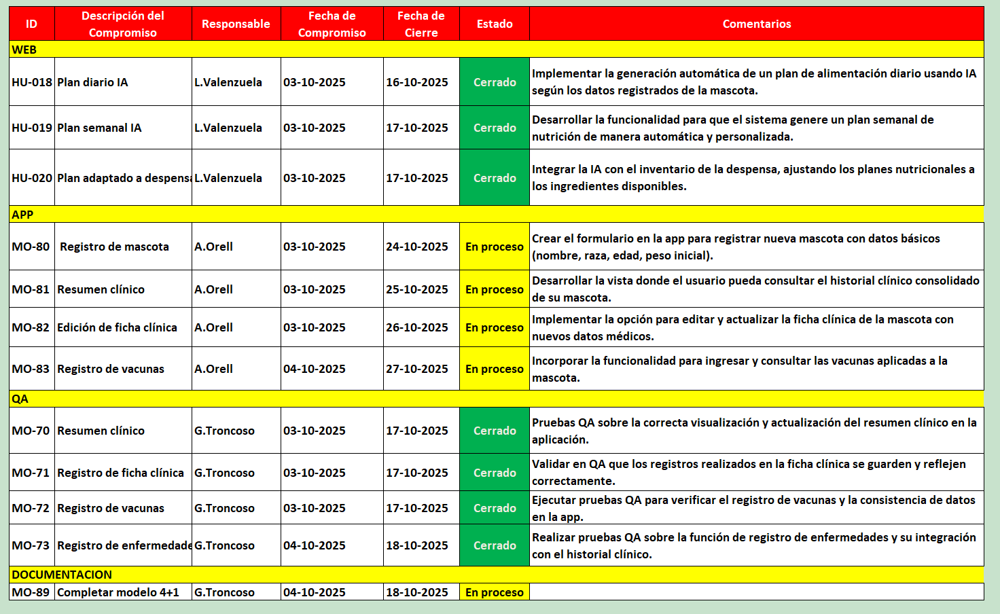 ID Descripción del Compromiso Responsable Fecha de Compromiso Fecha de Cierre Estado Comentarios
WEB
HU-018 Plan diario IA L.Valenzuela 03-10-2025 16-10-2025 Cerrado Implementar la generación automática de un plan de alimentación diario usando IA
según los datos registrados de la mascota.
HU-019 Plan semanal IA L.Valenzuela 03-10-2025 17-10-2025 Cerrado Desarrollar la funcionalidad para que el sistema genere un plan semanal de
nutrición de manera automática y personalizada.
HU-020 Plan adaptado a despensa L.Valenzuela 03-10-2025 17-10-2025 Cerrado Integrar la IA con el inventario de la despensa, ajustando los planes nutricionales a
los ingredientes disponibles.
APP
MO-80 Registro de mascota A.Orell 03-10-2025 24-10-2025 En proceso Crear el formulario en la app para registrar nueva mascota con datos básicos
(nombre, raza, edad, peso inicial).
MO-81 Resumen clínico A.Orell 03-10-2025 25-10-2025 En proceso Desarrollar la vista donde el usuario pueda consultar el historial clínico consolidado
de su mascota.
MO-82 Edición de ficha clínica A.Orell 03-10-2025 26-10-2025 En proceso Implementar la opción para editar y actualizar la ficha clínica de la mascota con
nuevos datos médicos.
MO-83 Registro de vacunas A.Orell 04-10-2025 27-10-2025 En proceso Incorporar la funcionalidad para ingresar y consultar las vacunas aplicadas a la
mascota.
QA
MO-70 Resumen clínico G.Troncoso 03-10-2025 17-10-2025 Cerrado Pruebas QA sobre la correcta visualización y actualización del resumen clínico en la
aplicación.
MO-71 Registro de ficha clínica G.Troncoso 03-10-2025 17-10-2025 Cerrado Validar en QA que los registros realizados en la ficha clínica se guarden y reflejen
correctamente.
MO-72 Registro de vacunas G.Troncoso 03-10-2025 17-10-2025 Cerrado Ejecutar pruebas QA para verificar el registro de vacunas y la consistencia de datos
en la app.
MO-73 Registro de enfermedade G.Troncoso 04-10-2025 18-10-2025 Cerrado Realizar pruebas QA sobre la función de registro de enfermedades y su integración
con el historial clínico.
DOCUMENTACION
MO-89 Completar modelo 4+1 G.Troncoso 04-10-2025 18-10-2025 En proceso